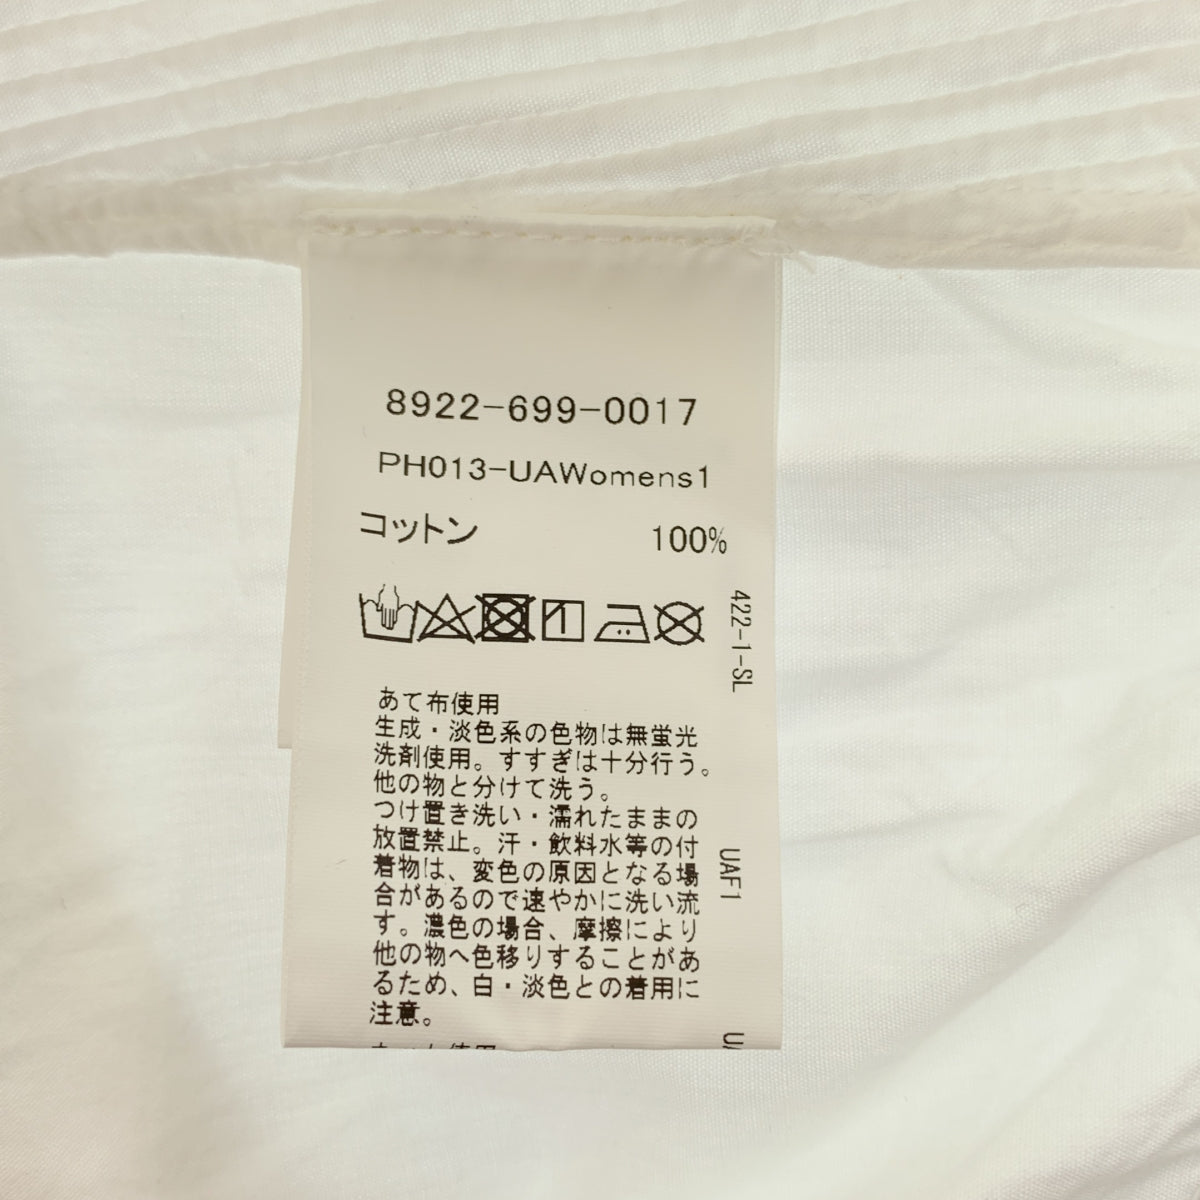 8922-699-0017
PH013-UAWomens1
コットン 100%
422-1-SL
あて布使用
生成・淡色系の色物は無蛍光
洗剤使用。すすぎは十分行う。
他の物と分けて洗う。
つけ置き洗い・濡れたままの
放置禁止。汗・飲料水等の付
着物は、変色の原因となる場
合があるので速やかに洗い流
す。濃色の場合、摩擦により
他の物へ色移りすることがあ
るため、白・淡色との着用に
注意。
UAF1